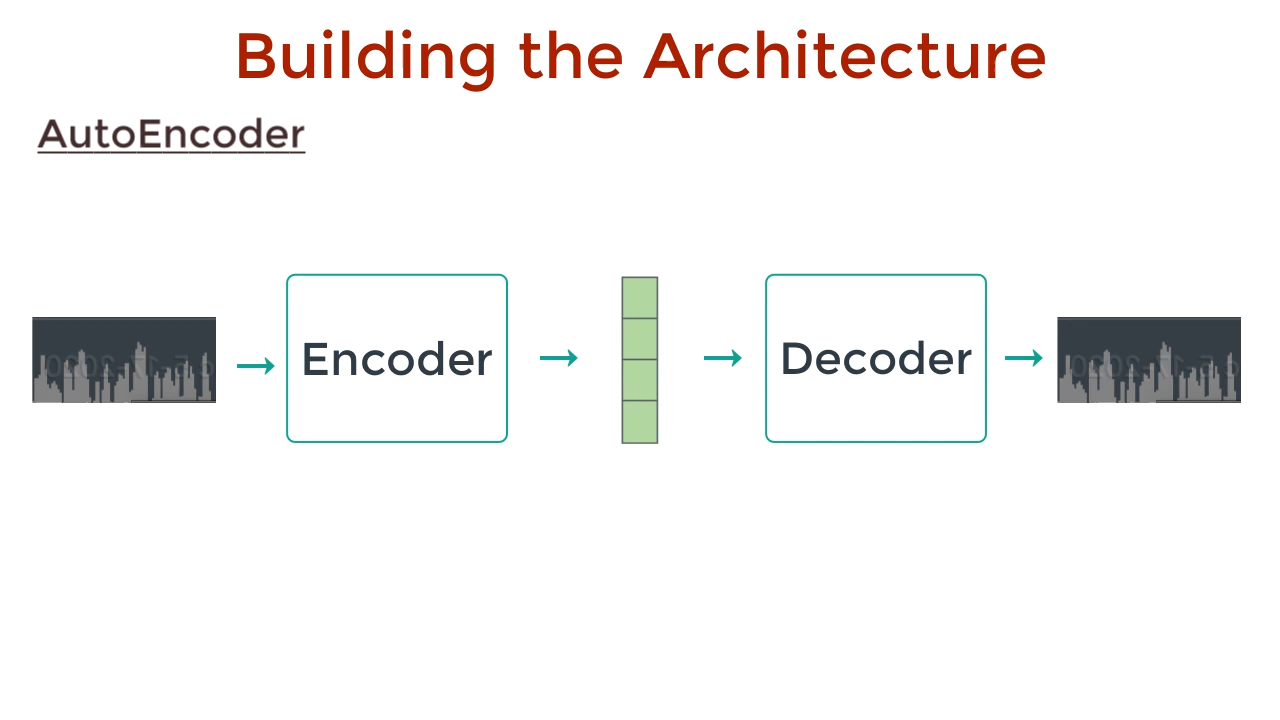 Building the Architecture
AutoEncoder
Encoder
Decoder